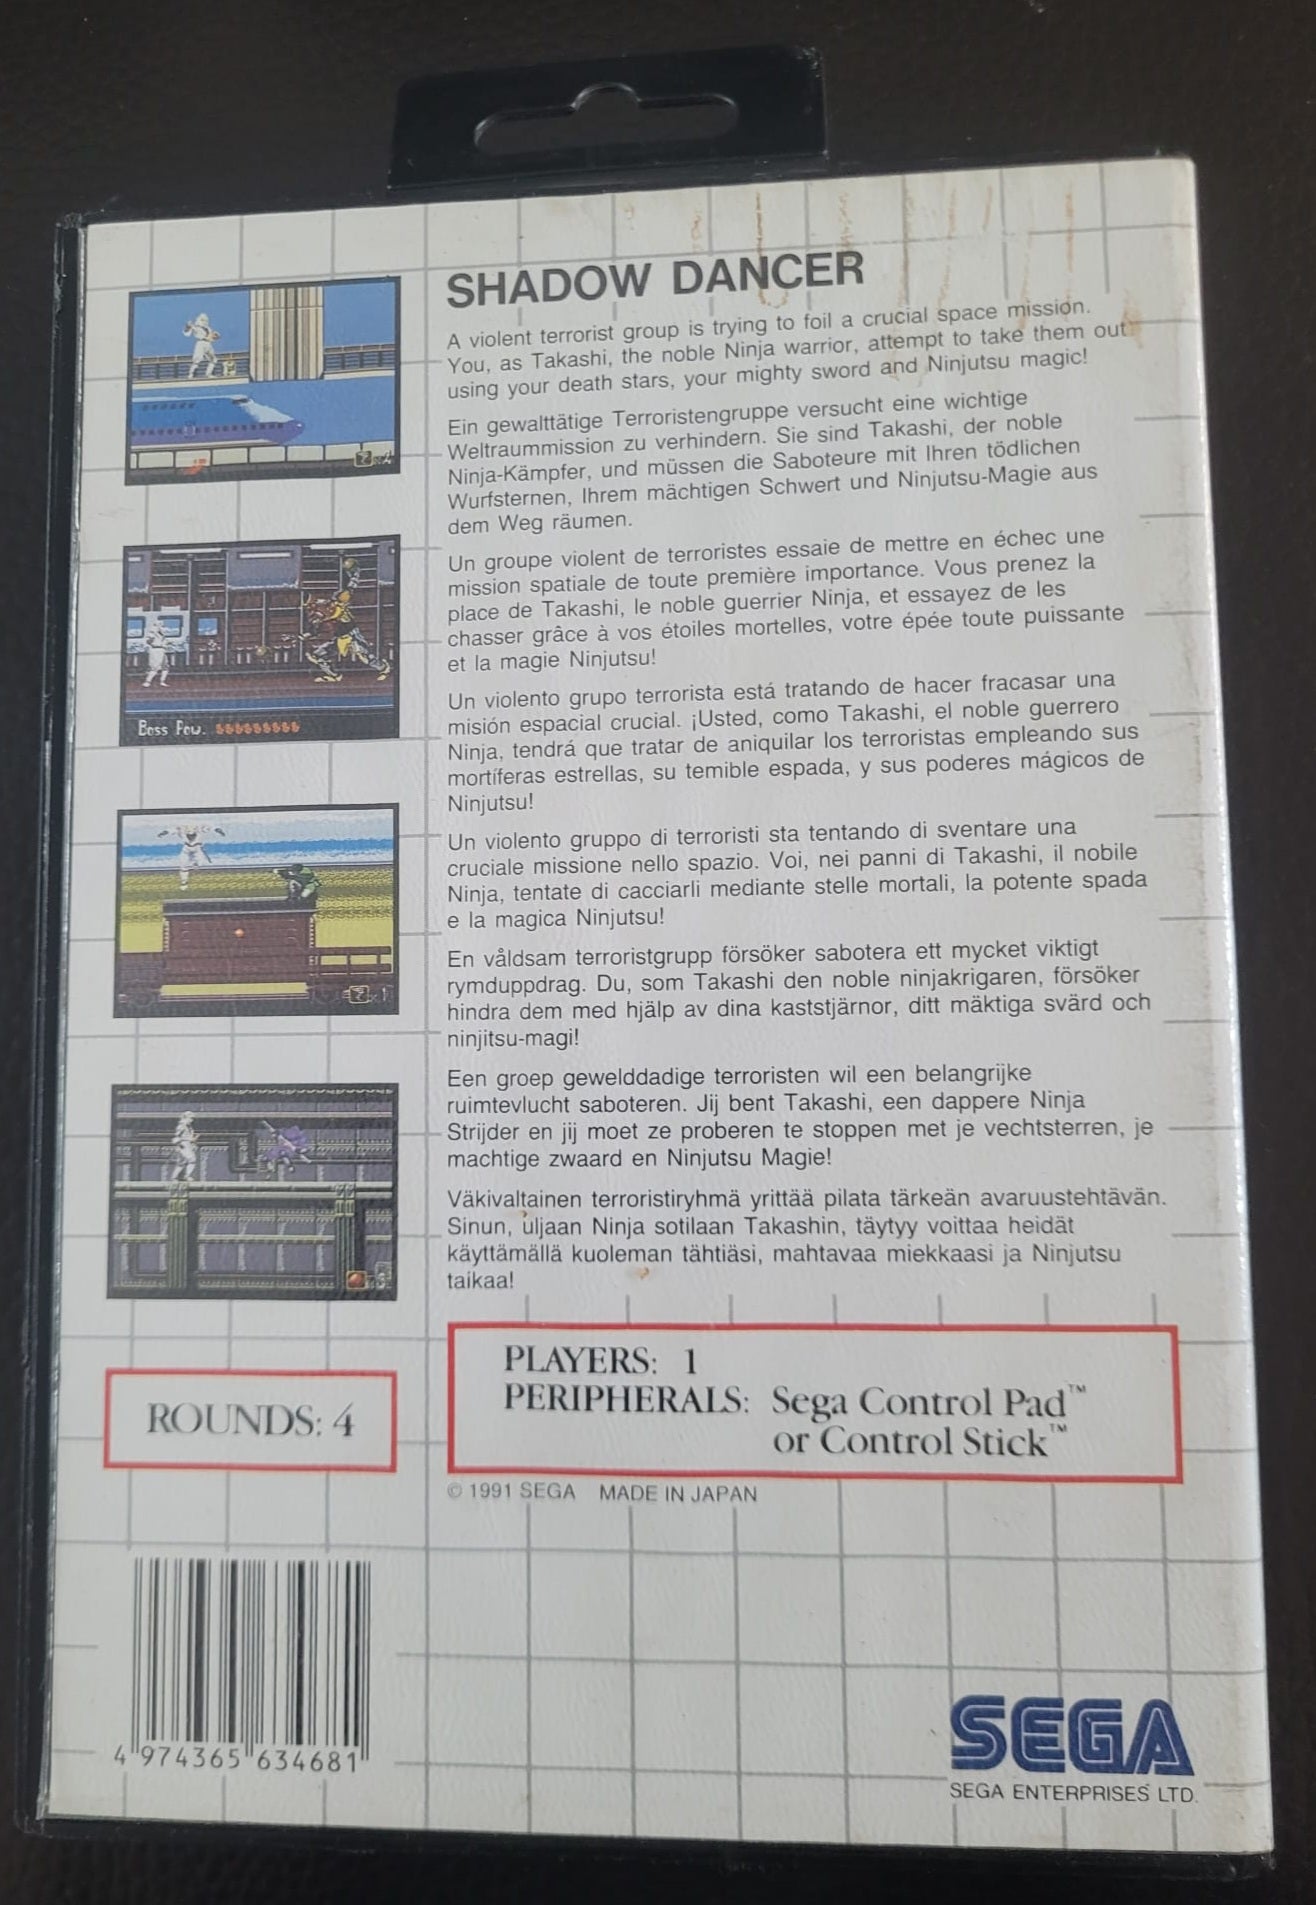 SHADOW DANCER
A violent terrorist group is trying to foil a crucial space mission.
You, as Takashi, the noble Ninja warrior, attempt to take them out
using your death stars, your mighty sword and Ninjutsu magic!
Ein gewalttätige Terroristengruppe versucht eine wichtige
Weltraummission zu verhindern. Sie sind Takashi, der noble
Ninja-Kämpfer, und müssen die Saboteure mit Ihren tödlichen
Wurfsternen, Ihrem mächtigen Schwert und Ninjutsu-Magie aus
dem Weg räumen.
Un groupe violent de terroristes essaie de mettre en échec une
mission spatiale de toute première importance. Vous prenez la
place de Takashi, le noble guerrier Ninja, et essayez de les
chasser grâce à vos étoiles mortelles, votre épée toute puissante
et la magie Ninjutsu!
Un violento grupo terrorista está tratando de hacer fracasar una
misión espacial crucial. ¡Usted, como Takashi, el noble guerrero
Ninja, tendrá que tratar de aniquilar los terroristas empleando sus
mortíferas estrellas, su temible espada, y sus poderes mágicos de
Ninjutsu!
Un violento gruppo di terroristi sta tentando di sventare una
cruciale missione nello spazio. Voi, nei panni di Takashi, il nobile
Ninja, tentate di cacciarli mediante stelle mortali, la potente spada
e la magica Ninjutsu!
En våldsam terroristgrupp försöker sabotera ett mycket viktigt
rymduppdrag. Du, som Takashi den noble ninjakrigaren, försöker
hindra dem med hjälp av dina kaststjärnor, ditt mäktiga svärd och
ninjitsu-magi!
Een groep gewelddadige terroristen wil een belangrijke
ruimtevlucht saboteren. Jij bent Takashi, een dappere Ninja
Strijder en jij moet ze proberen te stoppen met je vechtsterren, je
machtige zwaard en Ninjutsu Magie!
Väkivaltainen terroristiryhmä yrittää pilata tärkeän avaruustehtävän.
Sinun, uljaan Ninja sotilaan Takashin, täytyy voittaa heidät
käyttämällä kuoleman tähtiäsi, mahtavaa miekkaasi ja Ninjutsu
taikaa!
Boss Pow.
ROUNDS: 4
PLAYERS: 1
PERIPHERALS: Sega Control Pad™
or Control Stick™
© 1991 SEGA MADE IN JAPAN
4 974365 634681
SEGA
SEGA ENTERPRISES LTD.